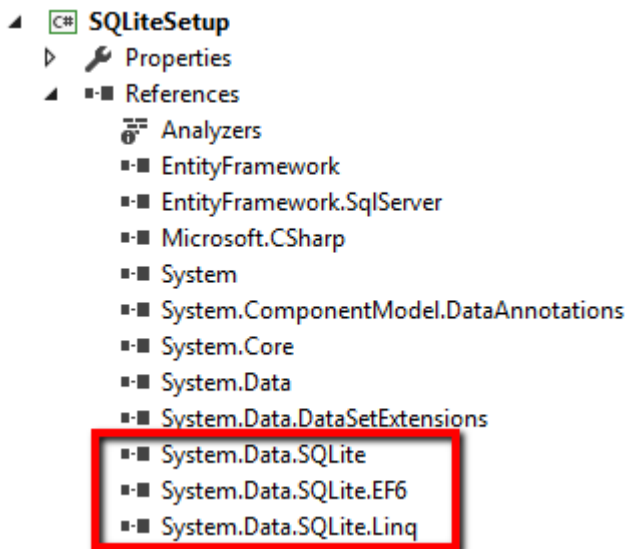 C# SQLiteSetup
Properties
References
Analyzers
EntityFramework
EntityFramework.SqlServer
Microsoft.CSharp
System
System.ComponentModel.DataAnnotations
System.Core
System.Data
System.Data.DataSetExtensions
System.Data.SQLite
System.Data.SQLite.EF6
System.Data.SQLite.Linq